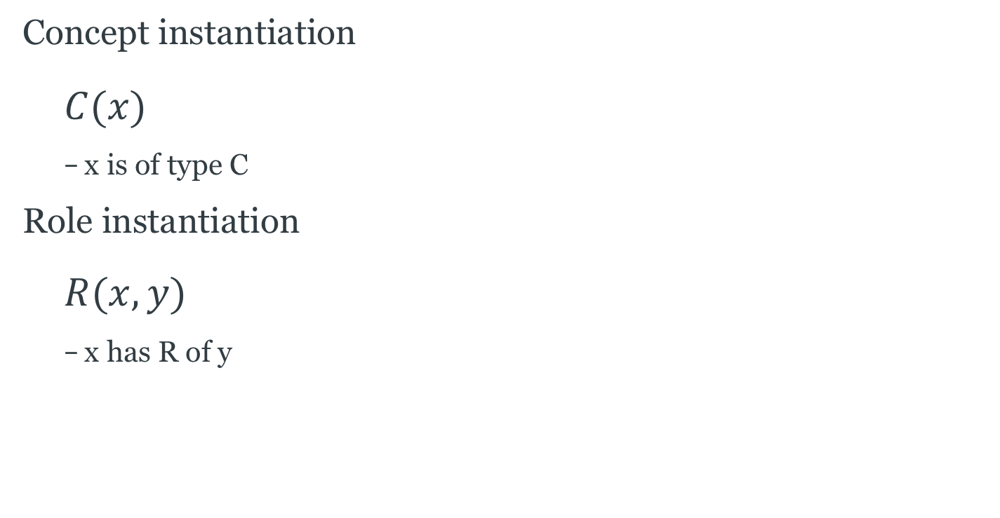 Concept instantiation
C(x)
– x is of type C
Role instantiation
R(x, y)
– x has R of y